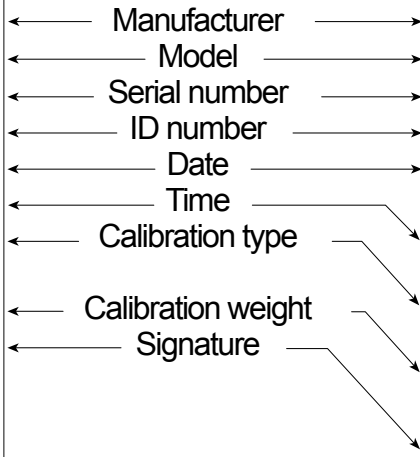 Manufacturer
Model
Serial number
ID number
Date
Time
Calibration type
Calibration weight
Signature